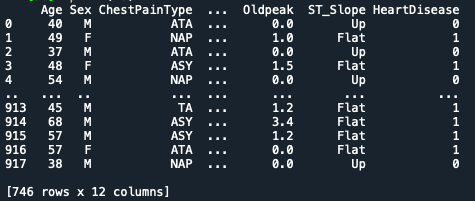 Age Sex ChestPainType ... Oldpeak ST_Slope HeartDisease
0 40 M ATA ... 0.0 Up 0
1 49 F NAP ... 1.0 Flat 1
2 37 M ATA ... 0.0 Up 0
3 48 F ASY ... 1.5 Flat 1
4 54 M NAP ... 0.0 Up 0
.. ... .. ... ... ... ... ...
913 45 M TA ... 1.2 Flat 1
914 68 M ASY ... 3.4 Flat 1
915 57 M ASY ... 1.2 Flat 1
916 57 F ATA ... 0.0 Flat 1
917 38 M NAP ... 0.0 Up 0
[746 rows x 12 columns]